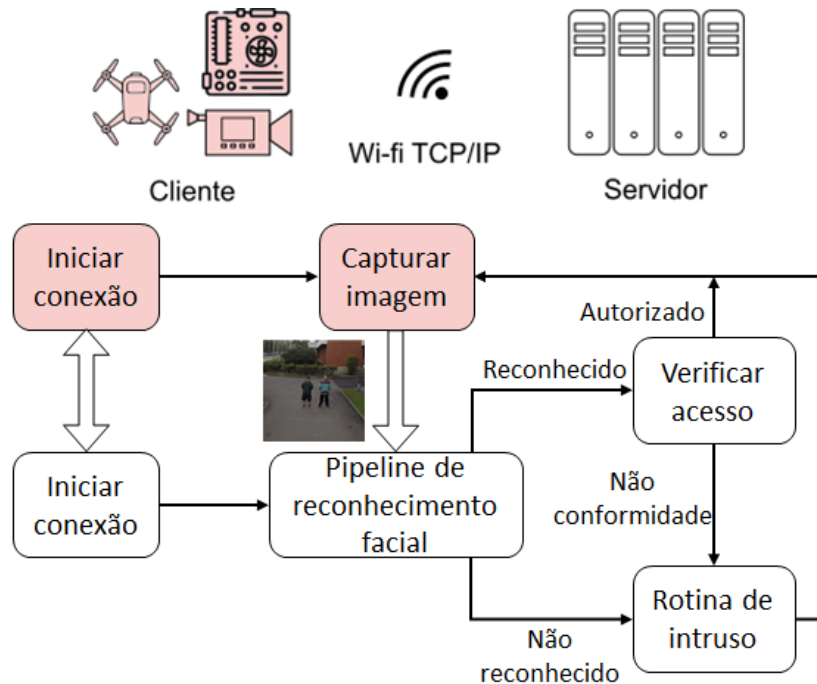 Wi-fi TCP/IP
Cliente
Servidor
Iniciar
conexão
Capturar
imagem
Autorizado
Reconhecido
Verificar
acesso
Iniciar
conexão
Pipeline de
reconhecimento
facial
Não
conformidade
Rotina de
intruso
Não
reconhecido